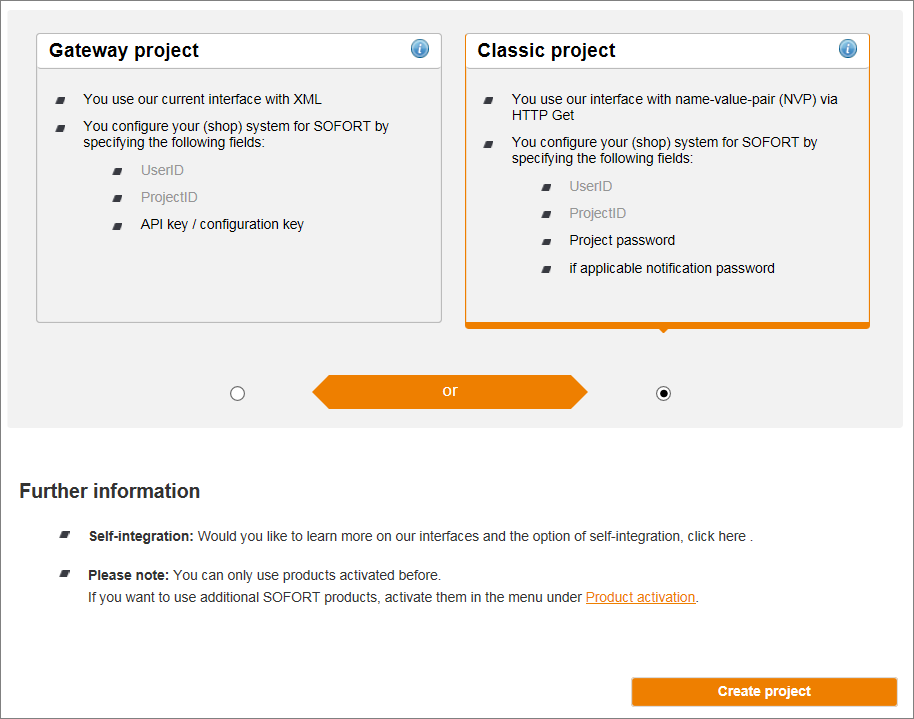 Gateway project
You use our current interface with XML
You configure your (shop) system for SOFORT by
specifying the following fields:
UserID
ProjectID
API key / configuration key
Classic project
You use our interface with name-value-pair (NVP) via
HTTP Get
You configure your (shop) system for SOFORT by
specifying the following fields:
UserID
ProjectID
Project password
if applicable notification password
or
Further information
Self-integration: Would you like to learn more on our interfaces and the option of self-integration, click here .
Please note: You can only use products activated before.
If you want to use additional SOFORT products, activate them in the menu under Product activation.
Create project